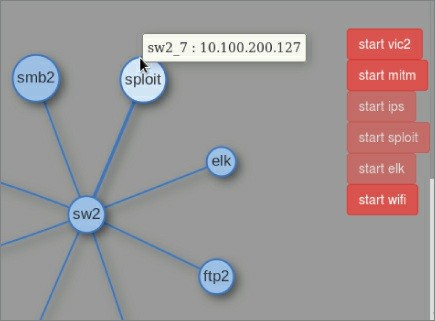 sw2_7 : 10.100.200.127
smb2
sploit
elk
sw2
ftp2
start vic2
start mitm
start ips
start sploit
start elk
start wifi